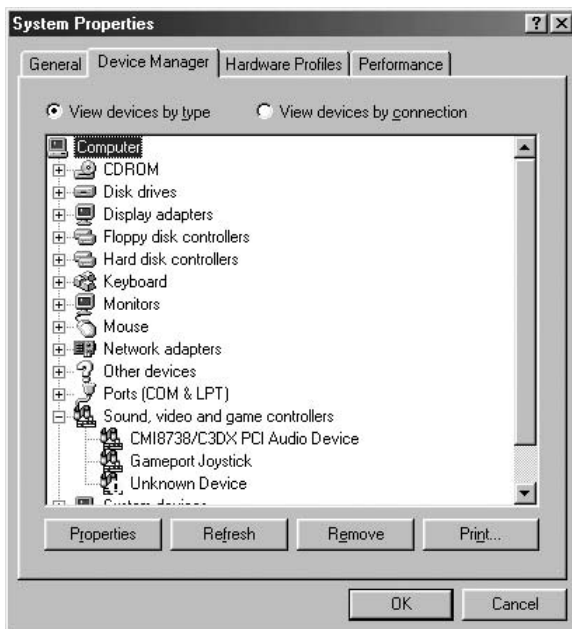 System Properties
General Device Manager Hardware Profiles Performance
View devices by type View devices by connection
Computer
CDROM
Disk drives
Display adapters
Floppy disk controllers
Hard disk controllers
Keyboard
Monitors
Mouse
Network adapters
Other devices
Ports (COM & LPT)
Sound, video and game controllers
CMI8738/C3DX PCI Audio Device
Gameport Joystick
Unknown Device
System devices
Properties Refresh Remove Print...
OK Cancel